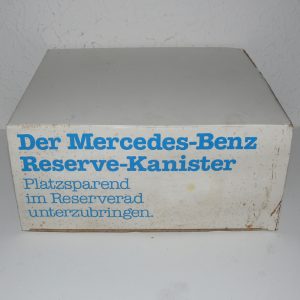 Der Mercedes-Benz
Reserve-Kanister
Platzsparend
im Reserverad
unterzubringen.